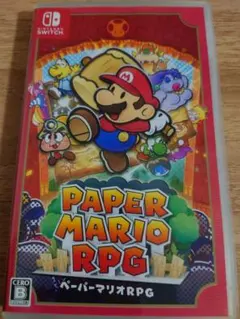 NINTENDO
SWITCH
PAPER
MARIO
RPG
ペーパーマリオRPG
CERO
B